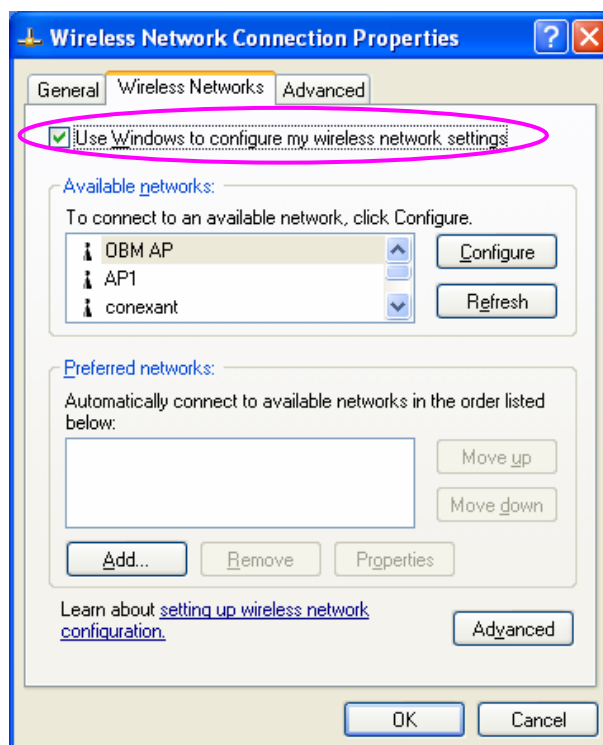 Wireless Network Connection Properties
General
Wireless Networks
Advanced
Use Windows to configure my wireless network settings
Available networks:
To connect to an available network, click Configure.
OBM AP
AP1
conexant
Configure
Refresh
Preferred networks:
Automatically connect to available networks in the order listed
below:
Move up
Move down
Add...
Remove
Properties
Learn about setting up wireless network
configuration.
Advanced
OK
Cancel